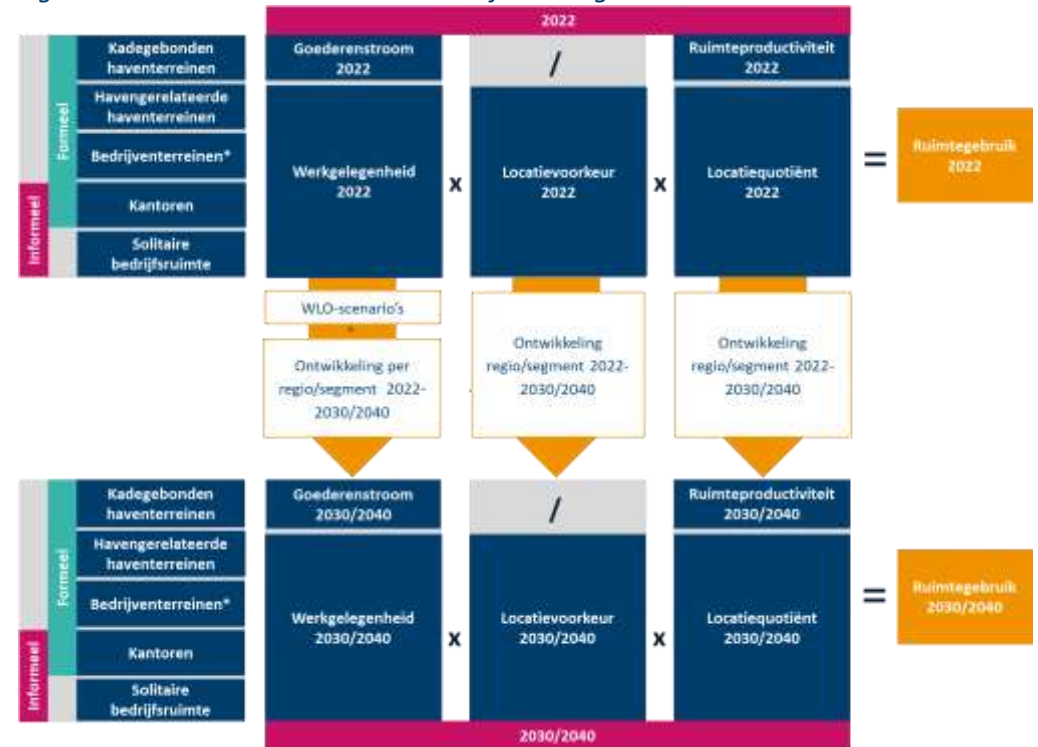 2022
Kadegebonden
haventerreinen
Goederenstroom
2022
/
Ruimteproductiviteit
2022
Formeel
Havengerelateerde
haventerreinen
Bedrijventerreinen*
Informeel
Kantoren
Solitaire
bedrijfsruimte
Werkgelegenheid
2022
x
Locatievoorkeur
2022
x
Locatiequotiënt
2022
=
Ruimtegebruik
2022
WLO-scenario's
Ontwikkeling per
regio/segment 2022-
2030/2040
Ontwikkeling
regio/segment 2022-
2030/2040
Ontwikkeling
regio/segment 2022-
2030/2040
Kadegebonden
haventerreinen
Goederenstroom
2030/2040
/
Ruimteproductiviteit
2030/2040
Formeel
Havengerelateerde
haventerreinen
Bedrijventerreinen*
Informeel
Kantoren
Solitaire
bedrijfsruimte
Werkgelegenheid
2030/2040
x
Locatievoorkeur
2030/2040
x
Locatiequotiënt
2030/2040
=
Ruimtegebruik
2030/2040
2030/2040